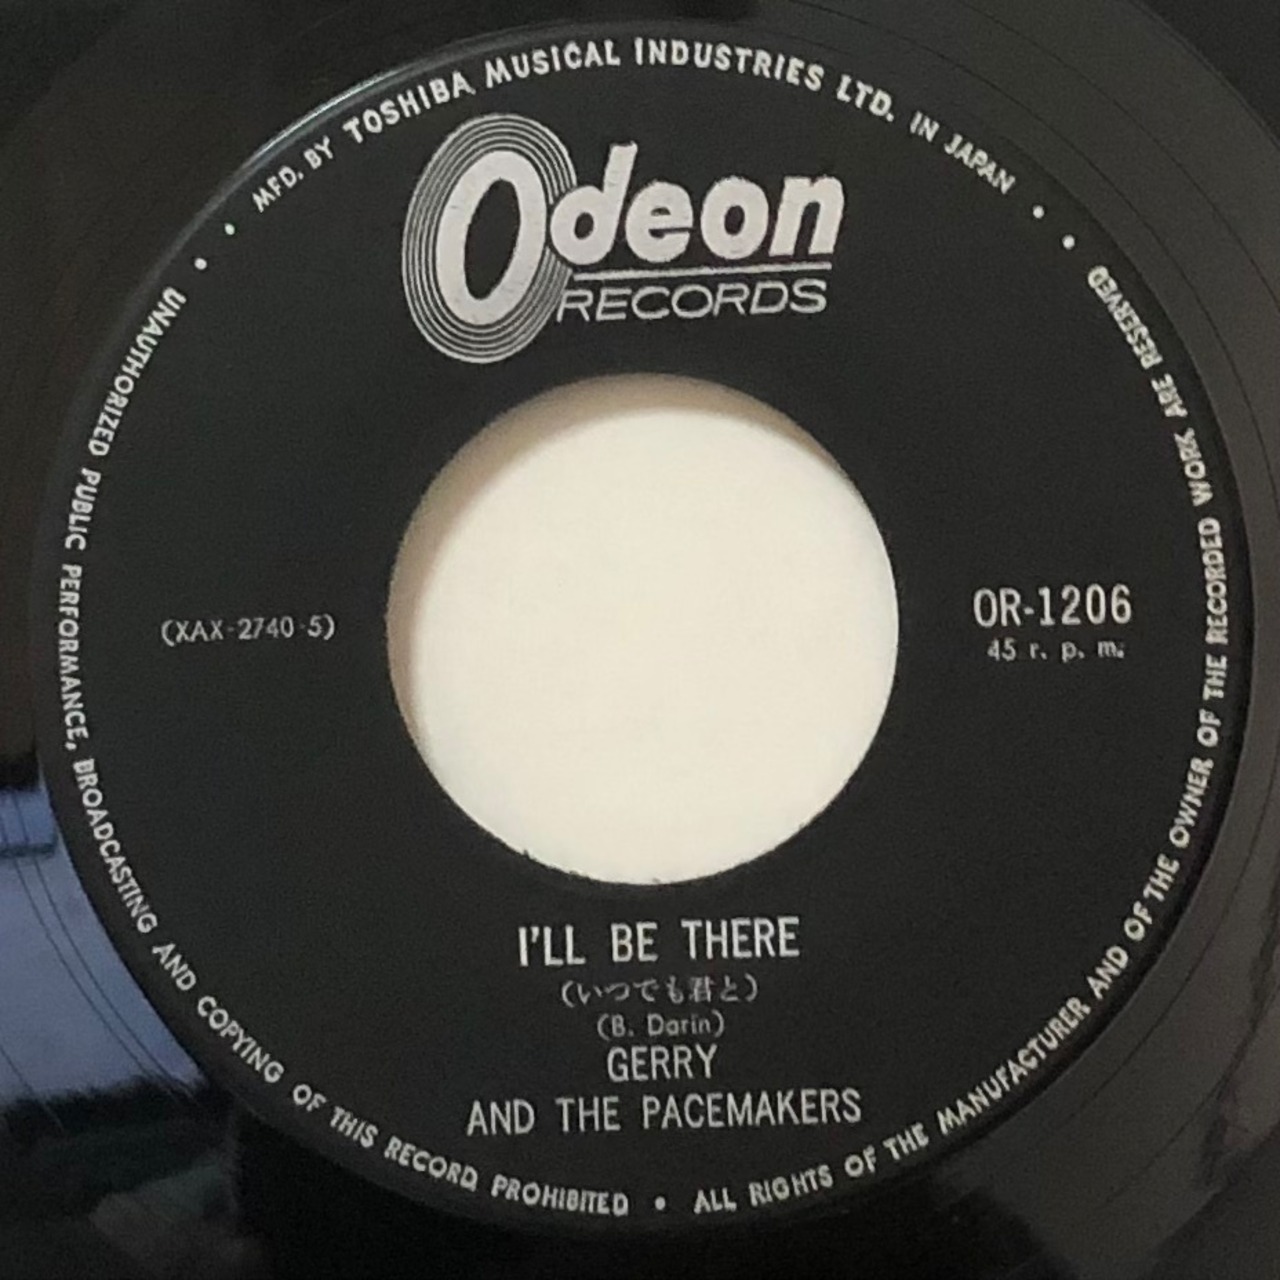 MFD. BY TOSHIBA MUSICAL INDUSTRIES LTD. IN JAPAN
Odeon
RECORDS
(XAX-2740-5)
OR-1206
45 r. p. m.
I'LL BE THERE
(いつでも君と)
(B. Darin)
GERRY
AND THE PACEMAKERS
UNAUTHORIZED PUBLIC PERFORMANCE, BROADCASTING AND COPYING OF THIS RECORD PROHIBITED • ALL RIGHTS OF THE MANUFACTURER AND OF THE OWNER OF THE RECORDED WORK ARE RESERVED